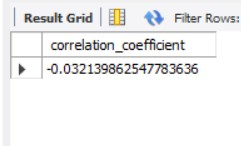 Result Grid Filter Rows:
correlation_coefficient
-0.032139862547783636